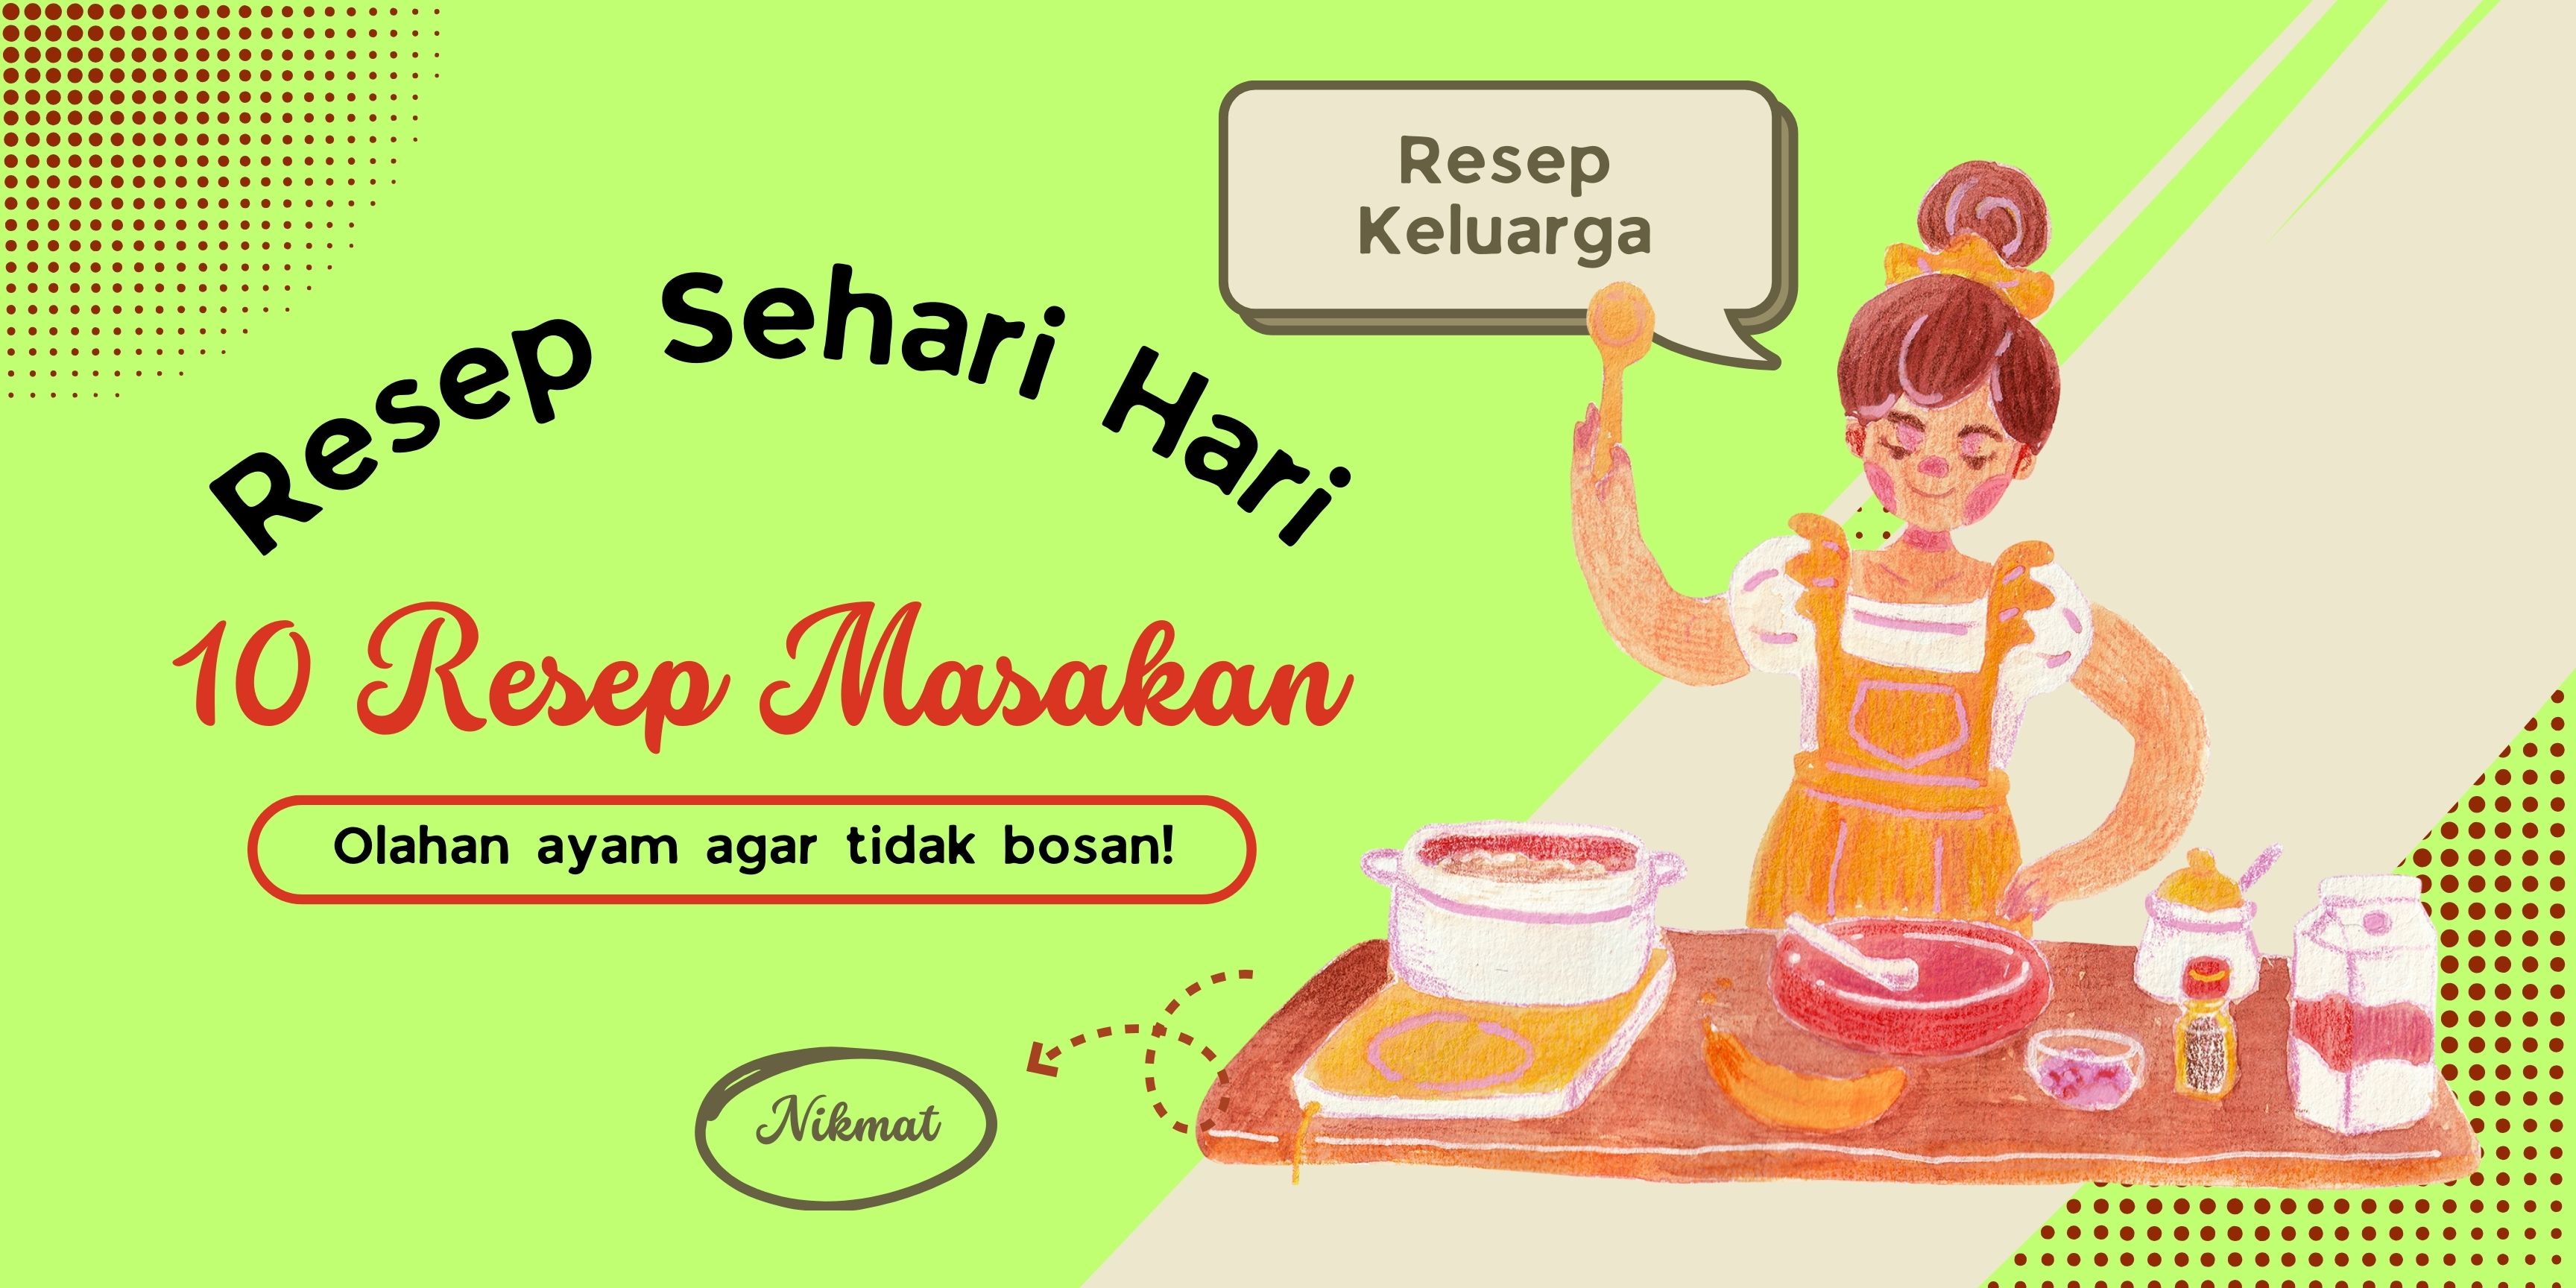 Resep
Keluarga
Resep Sehari Hari
10 Resep Masakan
Olahan ayam agar tidak bosan!
Nikmat